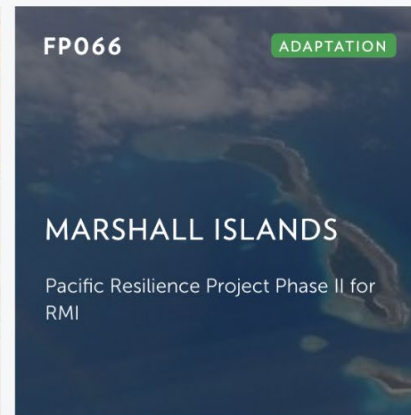 FP066
ADAPTATION
MARSHALL ISLANDS
Pacific Resilience Project Phase II for
RMI